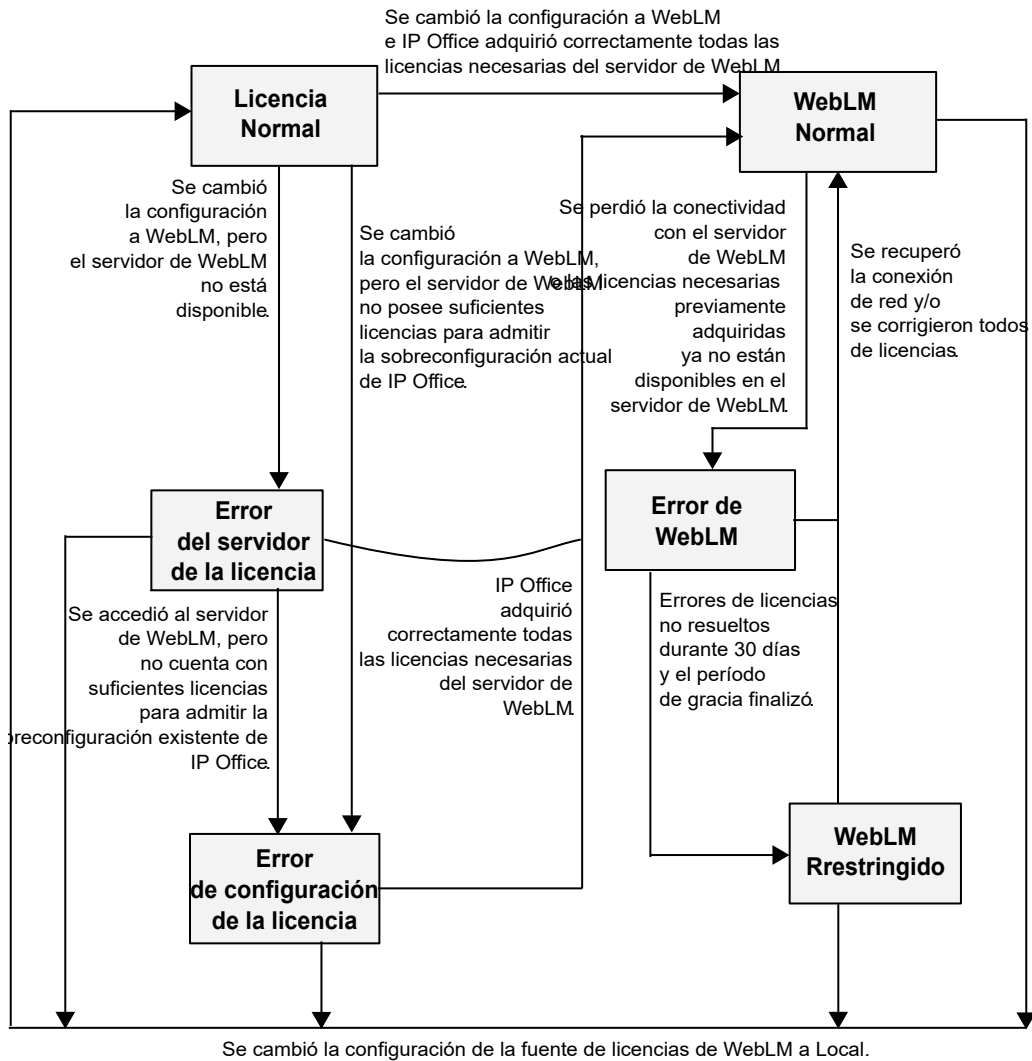 Se cambió la configuración a WebLM
e IP Office adquirió correctamente todas las
licencias necesarias del servidor de WebLM
Licencia
Normal
WebLM
Normal
Se cambió
la configuración
a WebLM, pero
el servidor de WebLM
no está
disponible.
Se cambió
la configuración a WebLM,
pero el servidor de WebLM
no posee suficientes
licencias para admitir
la sobreconfiguración actual
de IP Office.
Se perdió la conectividad
con el servidor
de WebLM
o las licencias necesarias
previamente
adquiridas
ya no están
disponibles en el
servidor de WebLM.
Se recuperó
la conexión
de red y/o
se corrigieron todos
de licencias.
Error
del servidor
de la licencia
Error de
WebLM
Se accedió al servidor
de WebLM, pero
no cuenta con
suficientes licencias
para admitir la
breconfiguración existente de
IP Office.
IP Office
adquirió
correctamente todas
las licencias necesarias
del servidor de
WebLM.
Errores de licencias
no resueltos
durante 30 días
y el período
de gracia finalizó.
Error
de configuración
de la licencia
WebLM
Rrestringido
Se cambió la configuración de la fuente de licencias de WebLM a Local.